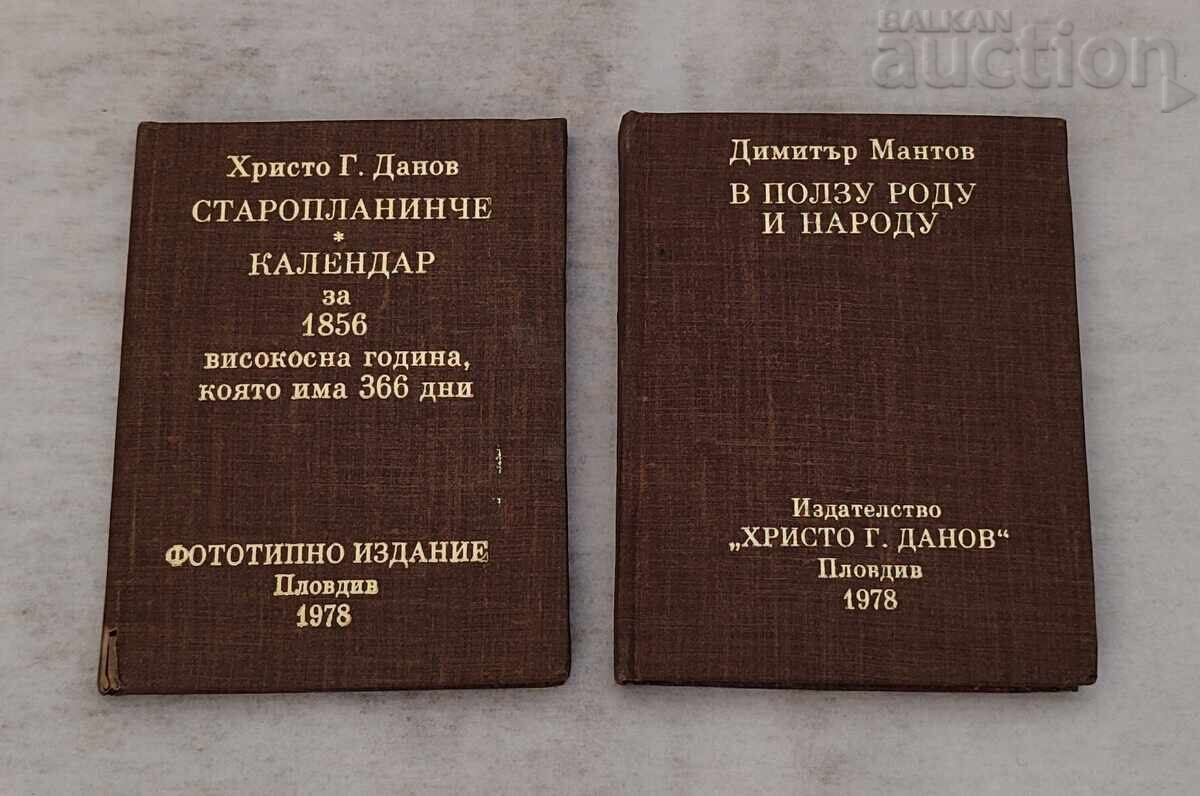 BALKAN
auction
Христо Г. Данов
СТАРОПЛАНИНЧЕ
*
КАЛЕНДАР
за
1856
високосна година,
която има 366 дни
ФОТОТИПНО ИЗДАНИЕ
Пловдив
1978
Димитър Мантов
В ПОЛЗУ РОДУ
И НАРОДУ
Издателство
„ХРИСТО Г. ДАНОВ“
Пловдив
1978